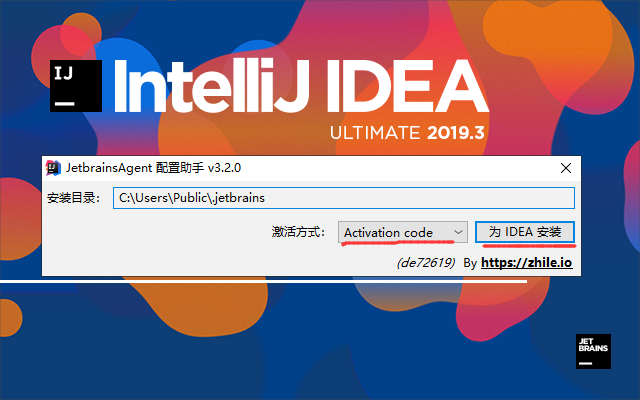 IJ
IntelliJ IDEA
ULTIMATE 2019.3
JetbrainsAgent 配置助手 v3.2.0
安装目录： C:\Users\Public\.jetbrains
激活方式： Activation code 为 IDEA 安装
(de72619) By https://zhile.io
JET
BRAINS